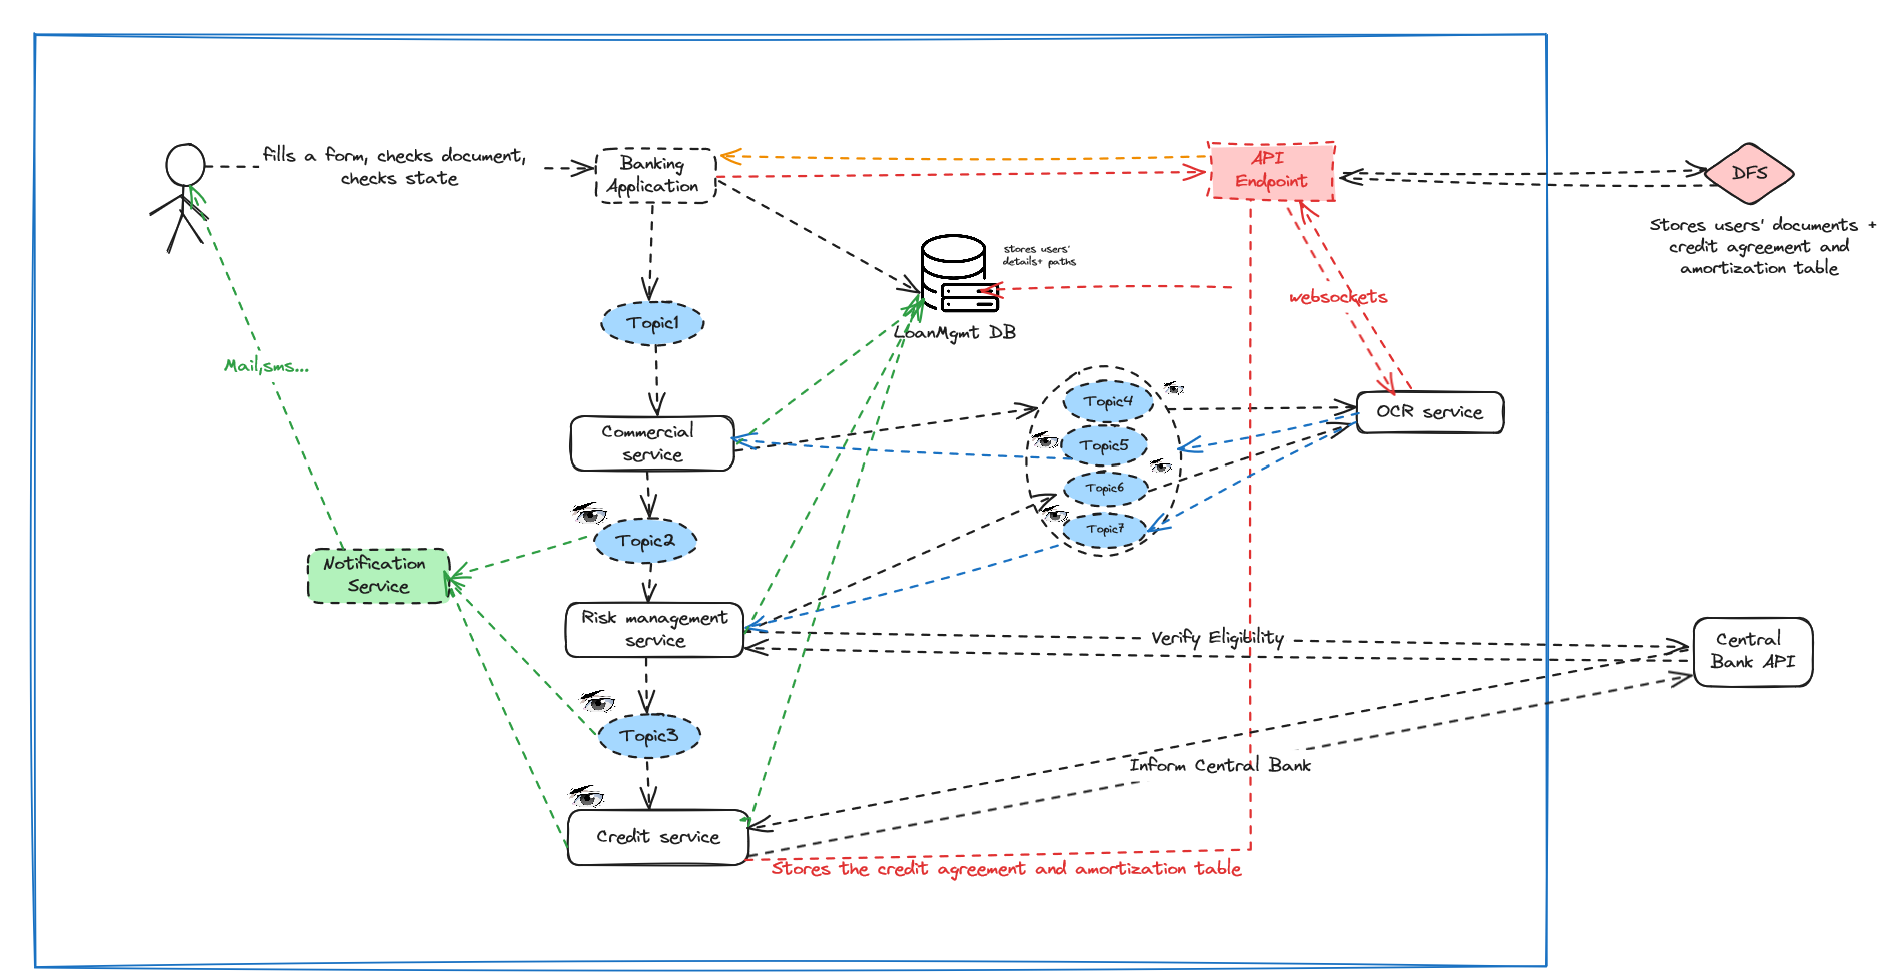 fills a form, checks document,
checks state
Banking
Application
API
Endpoint
DFS
Stores users' documents +
credit agreement and
amortization table
stores users'
details+ paths
LoanMgmt DB
websockets
Topic1
Mail,sms...
Topic4
OCR service
Commercial
service
Topic5
Topic6
Topic7
Topic2
Notification
Service
Risk management
service
Verify Eligibility
Central
Bank API
Topic3
Inform Central Bank
Credit service
Stores the credit agreement and amortization table